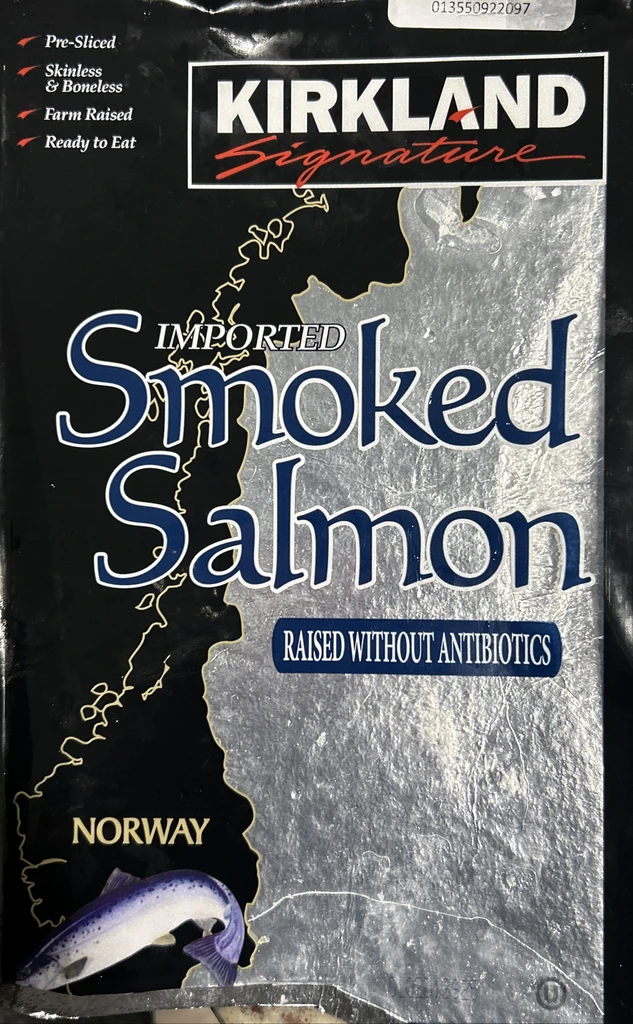 013550922097
Pre-Sliced
Skinless
& Boneless
Farm Raised
Ready to Eat
KIRKLAND
Signature
IMPORTED
Smoked
Salmon
RAISED WITHOUT ANTIBIOTICS
NORWAY
U